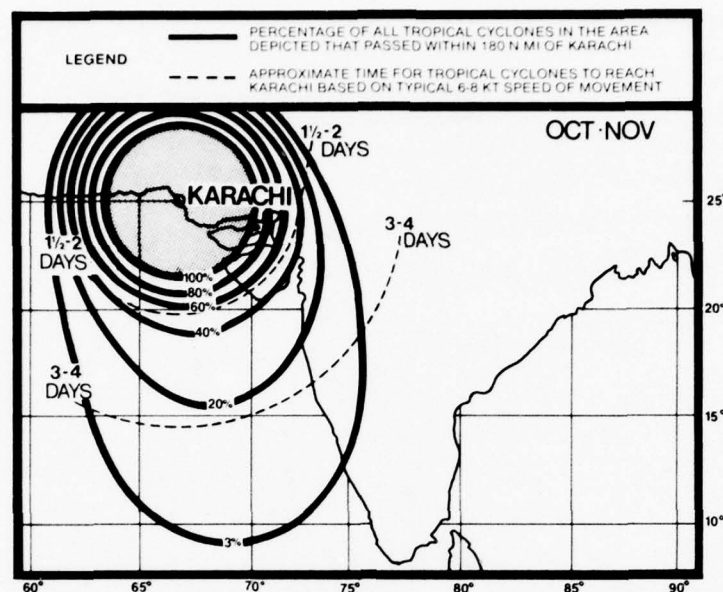 LEGEND
PERCENTAGE OF ALL TROPICAL CYCLONES IN THE AREA
DEPICTED THAT PASSED WITHIN 180 N MI OF KARACHI
APPROXIMATE TIME FOR TROPICAL CYCLONES TO REACH
KARACHI BASED ON TYPICAL 6-8 KT SPEED OF MOVEMENT
OCT·NOV
1½-2
DAYS
KARACHI
25°
3-4
DAYS
1½-2
DAYS
100%
80%
60%
20°
40%
3-4
DAYS
20%
15°
10°
3%
60° 65° 70° 75° 80° 85° 90°